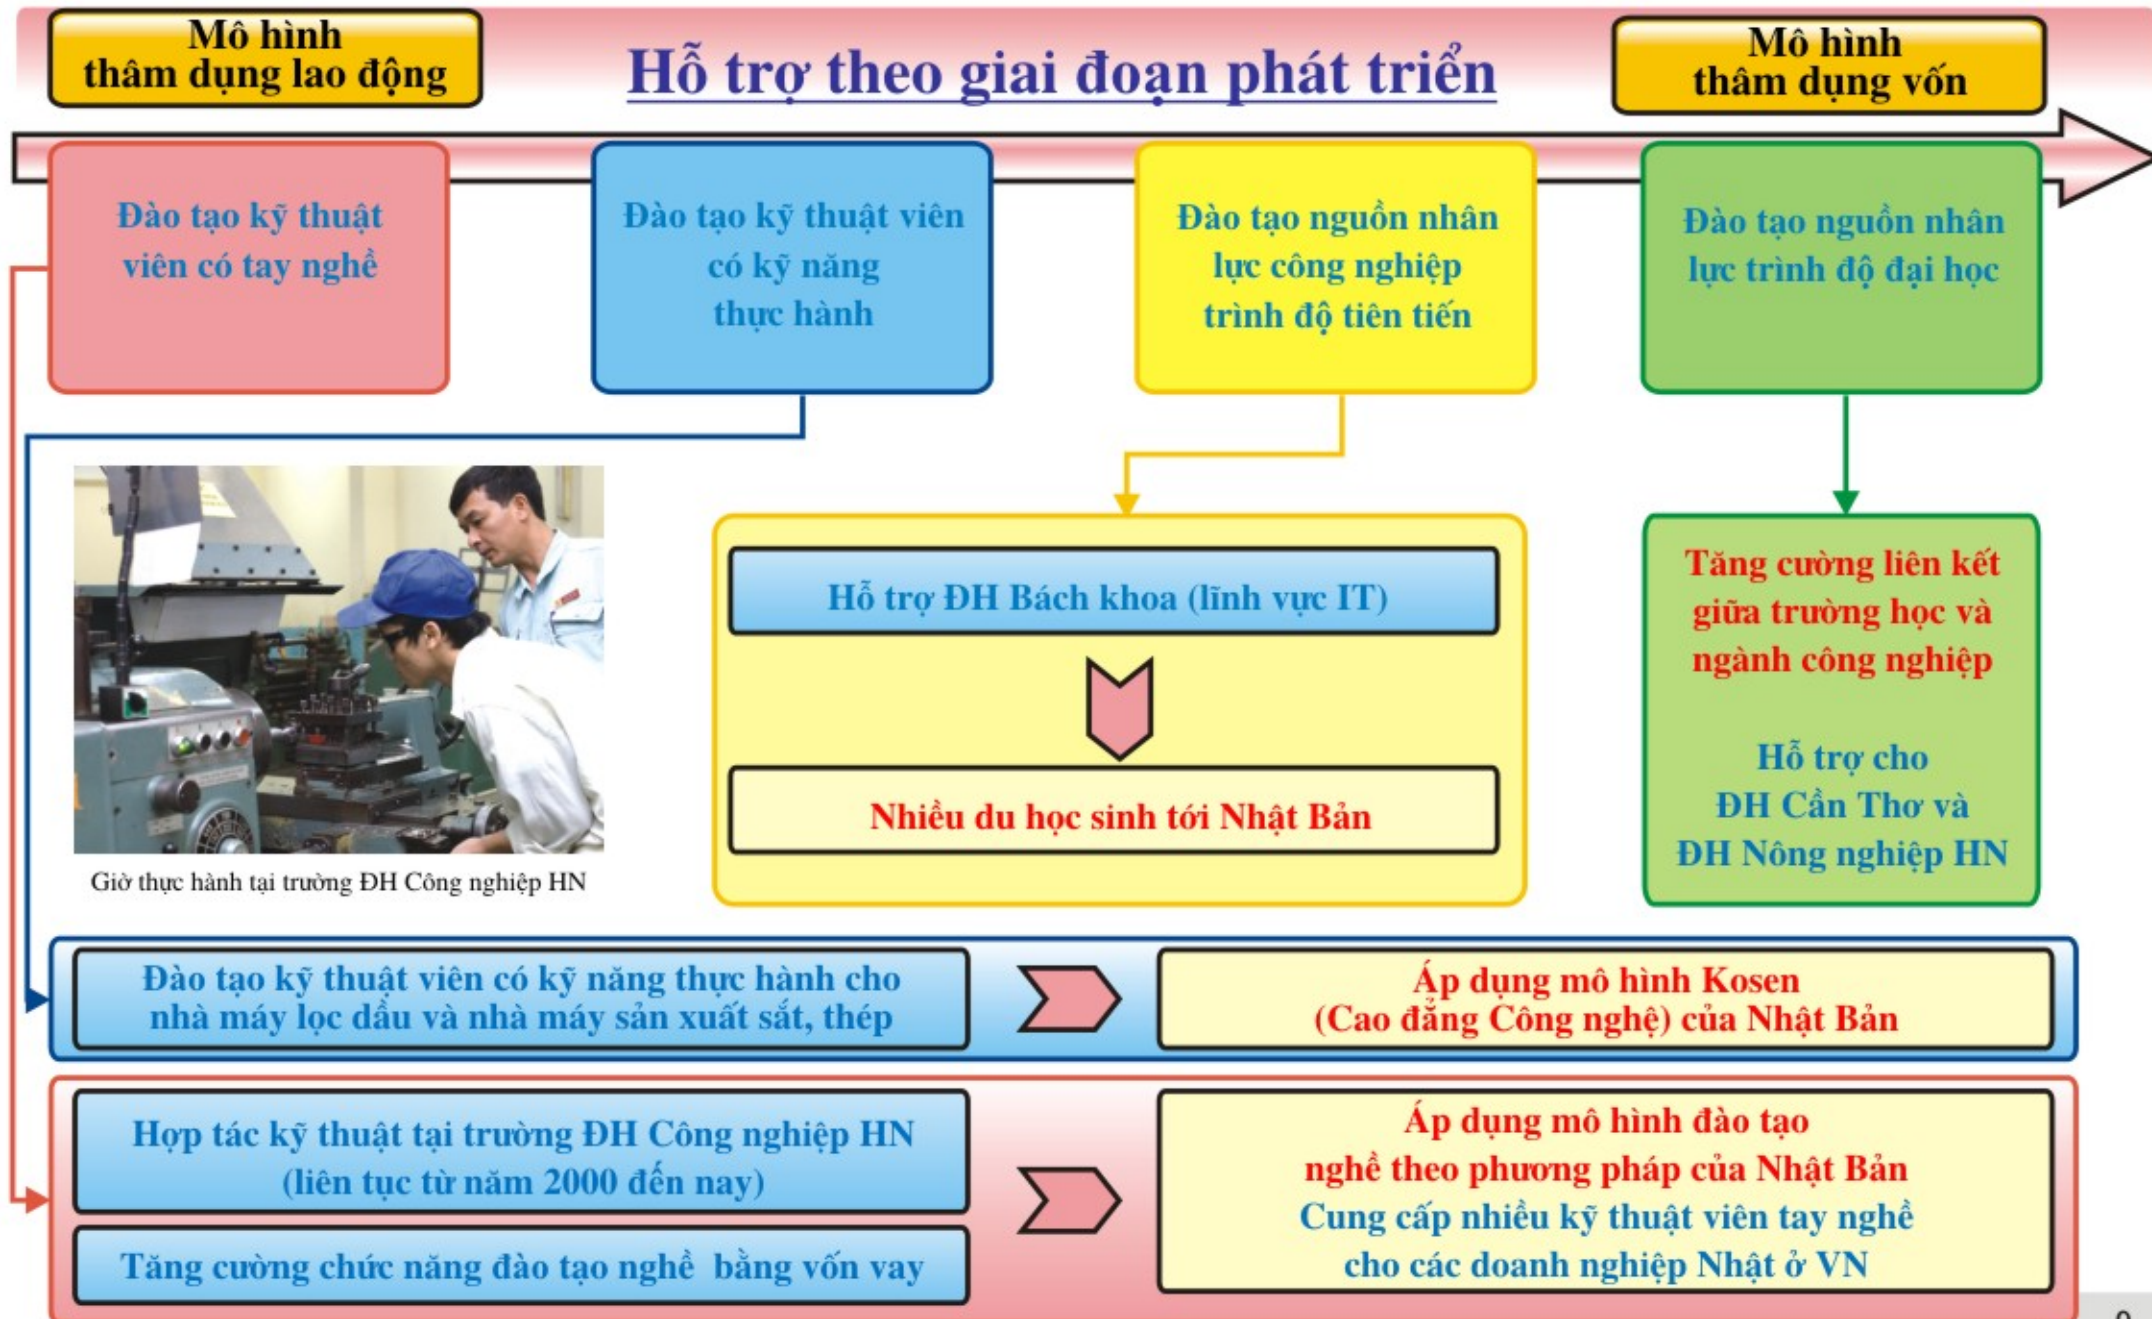 Mô hình
thâm dụng lao động
Hỗ trợ theo giai đoạn phát triển
Mô hình
thâm dụng vốn
Đào tạo kỹ thuật
viên có tay nghề
Đào tạo kỹ thuật viên
có kỹ năng
thực hành
Đào tạo nguồn nhân
lực công nghiệp
trình độ tiên tiến
Đào tạo nguồn nhân
lực trình độ đại học
Giờ thực hành tại trường ĐH Công nghiệp HN
Hỗ trợ ĐH Bách khoa (lĩnh vực IT)
Nhiều du học sinh tới Nhật Bản
Tăng cường liên kết
giữa trường học và
ngành công nghiệp
Hỗ trợ cho
ĐH Cần Thơ và
ĐH Nông nghiệp HN
Đào tạo kỹ thuật viên có kỹ năng thực hành cho
nhà máy lọc dầu và nhà máy sản xuất sắt, thép
Áp dụng mô hình Kosen
(Cao đẳng Công nghệ) của Nhật Bản
Hợp tác kỹ thuật tại trường ĐH Công nghiệp HN
(liên tục từ năm 2000 đến nay)
Tăng cường chức năng đào tạo nghề bằng vốn vay
Áp dụng mô hình đào tạo
nghề theo phương pháp của Nhật Bản
Cung cấp nhiều kỹ thuật viên tay nghề
cho các doanh nghiệp Nhật ở VN